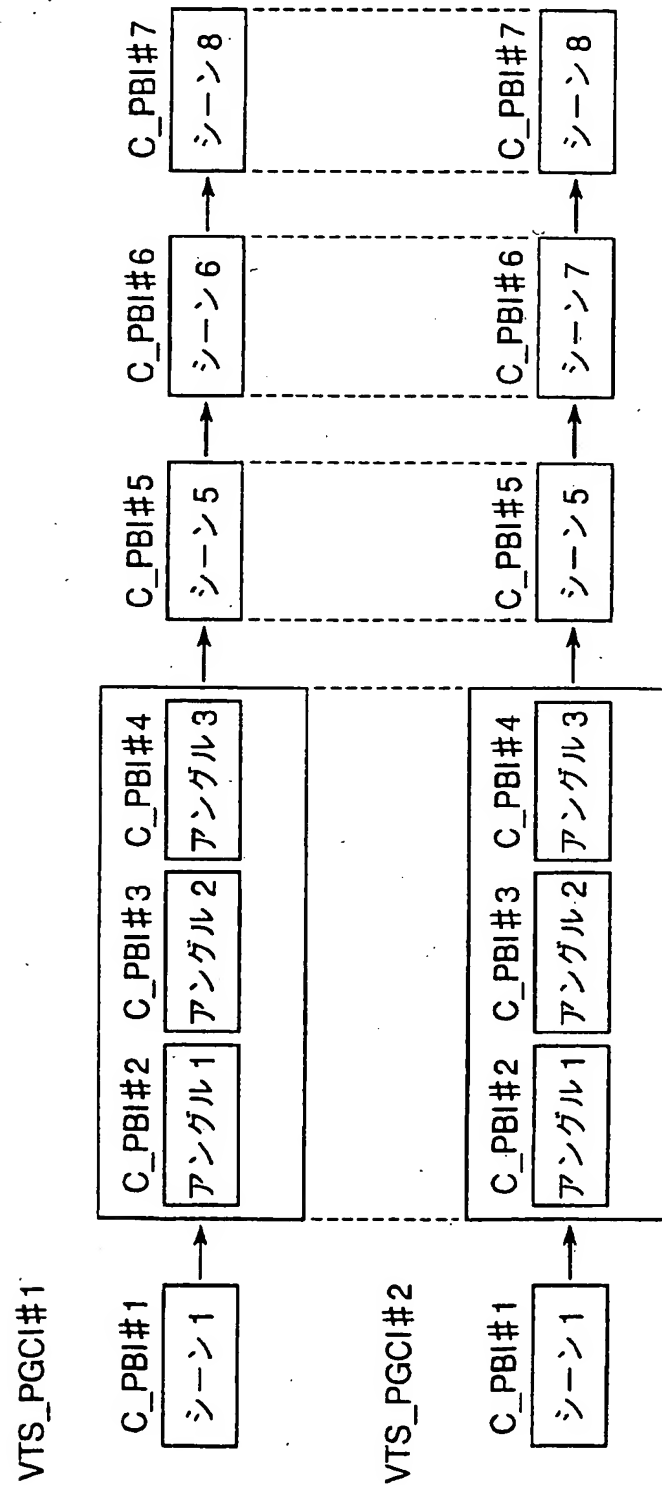 VTS_PGCI#1
C_PBI#1
シーン1
C_PBI#2
アングル1
C_PBI#3
アングル2
C_PBI#4
アングル3
C_PBI#5
シーン5
C_PBI#6
シーン6
C_PBI#7
シーン8
VTS_PGCI#2
C_PBI#1
シーン1
C_PBI#2
アングル1
C_PBI#3
アングル2
C_PBI#4
アングル3
C_PBI#5
シーン5
C_PBI#6
シーン7
C_PBI#7
シーン8